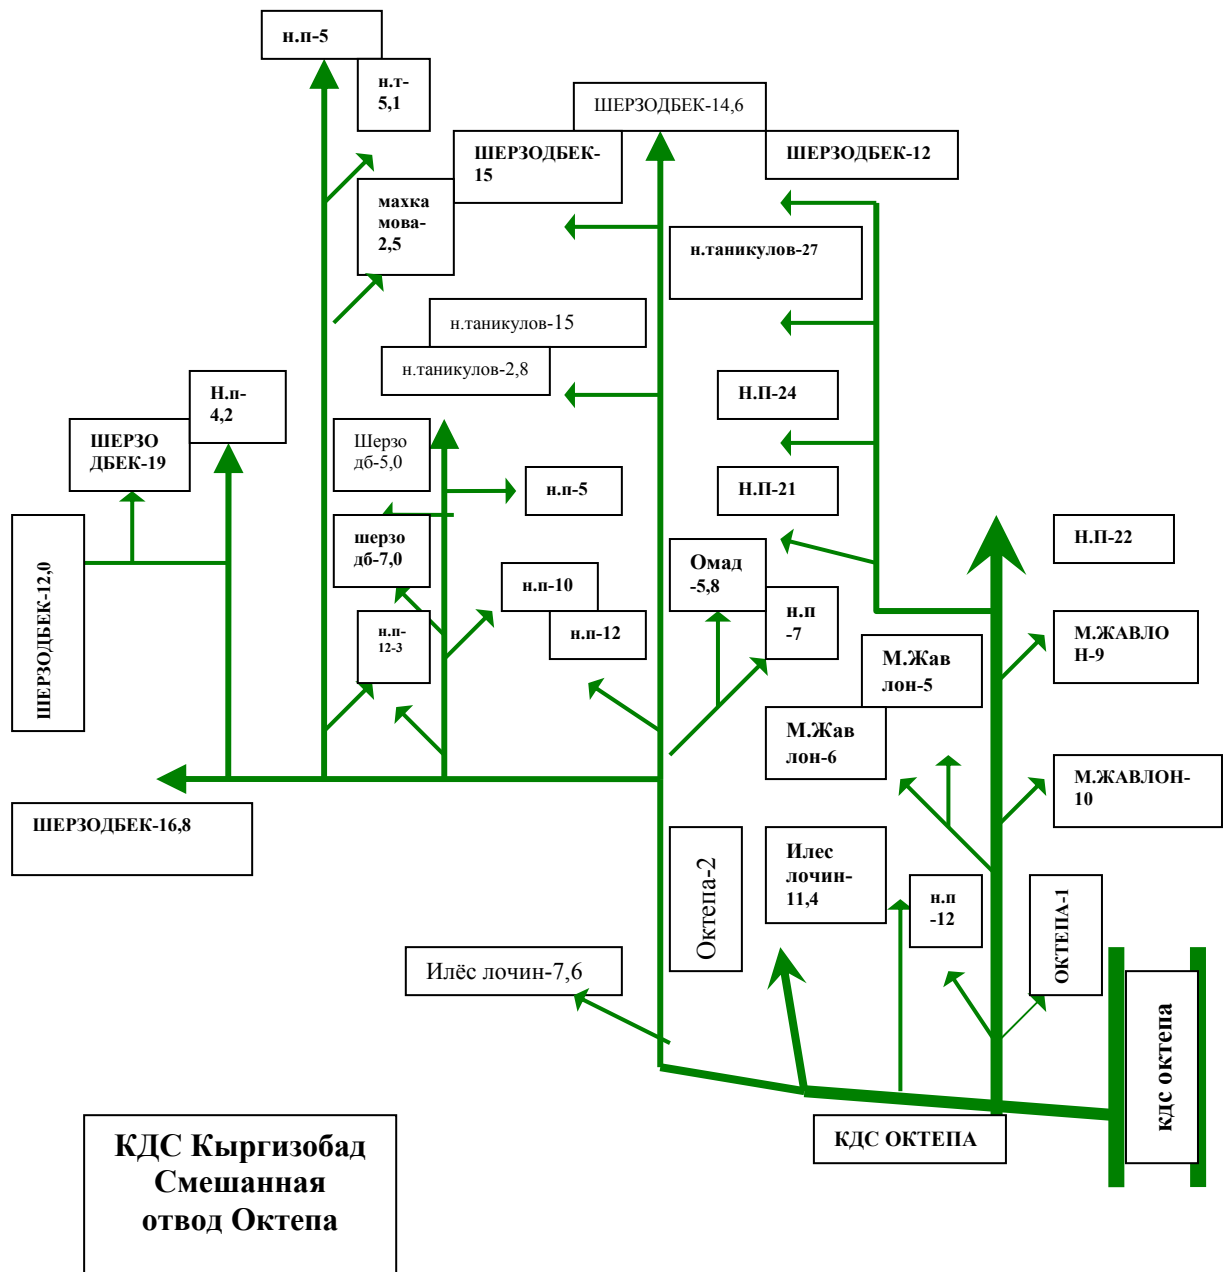 н.п-5
н.т-
5,1
ШЕРЗОДБЕК-14,6
ШЕРЗОДБЕК-
15
ШЕРЗОДБЕК-12
махка
мова-
2,5
н.таникулов-27
н.таникулов-15
н.таникулов-2,8
Н.п-
4,2
Н.П-24
ШЕРЗО
ДБЕК-19
Шерзо
дб-5,0
н.п-5
Н.П-21
ШЕРЗОДБЕК-12,0
шерзо
дб-7,0
Н.П-22
Омад
-5,8
н.п-10
н.п
-7
н.п-
12-3
н.п-12
М.ЖАВЛО
Н-9
М.Жав
лон-5
М.Жав
лон-6
М.ЖАВЛОН-
10
ШЕРЗОДБЕК-16,8
Октепа-2
Илес
лочин-
11,4
н.п
-12
ОКТЕПА-1
Илёс лочин-7,6
кдс октепа
КДС ОКТЕПА
КДС Кыргизобад
Смешанная
отвод Октепа